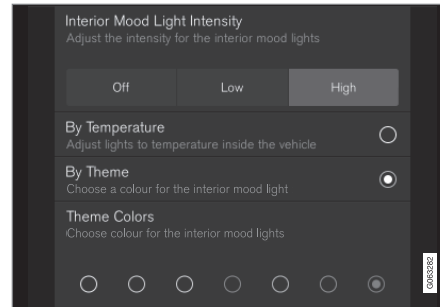 Interior Mood Light Intensity
Adjust the intensity for the interior mood lights
Off Low High
By Temperature
Adjust lights to temperature inside the vehicle
By Theme
Choose a colour for the interior mood light
Theme Colors
Choose colour for the interior mood lights
G063282